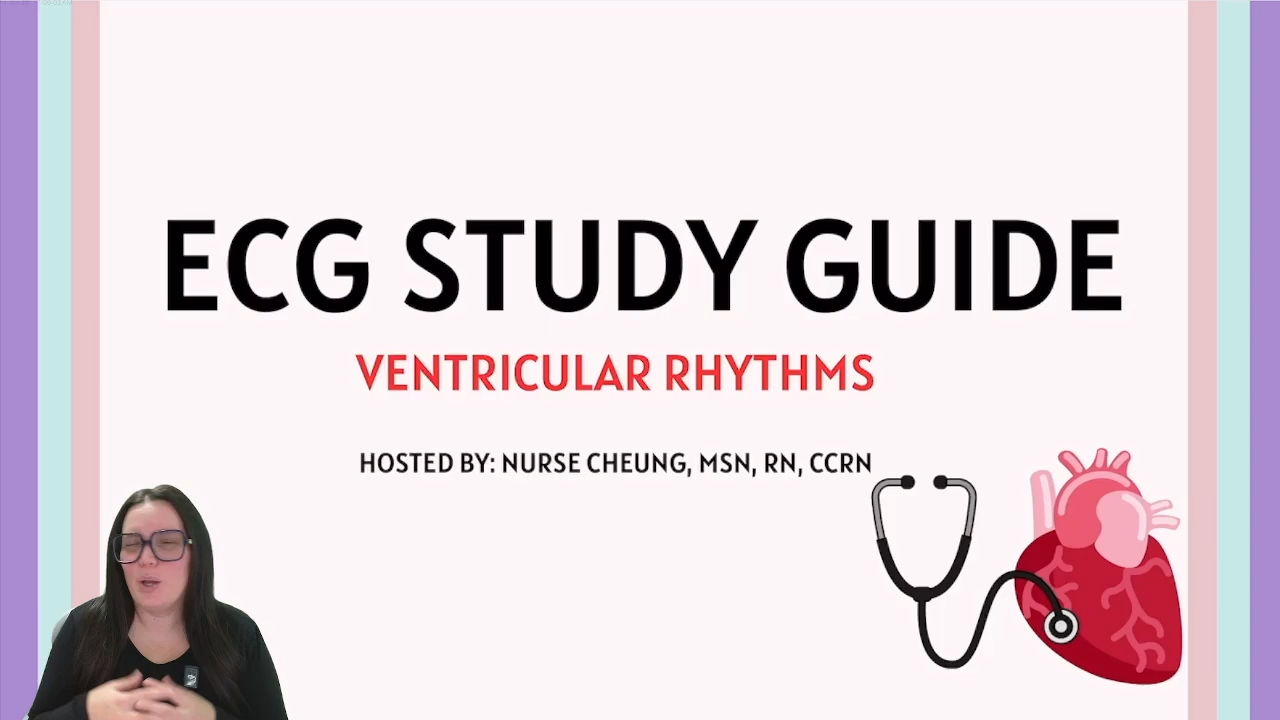 ECG STUDY GUIDE
VENTRICULAR RHYTHMS
HOSTED BY: NURSE CHEUNG, MSN, RN, CCRN